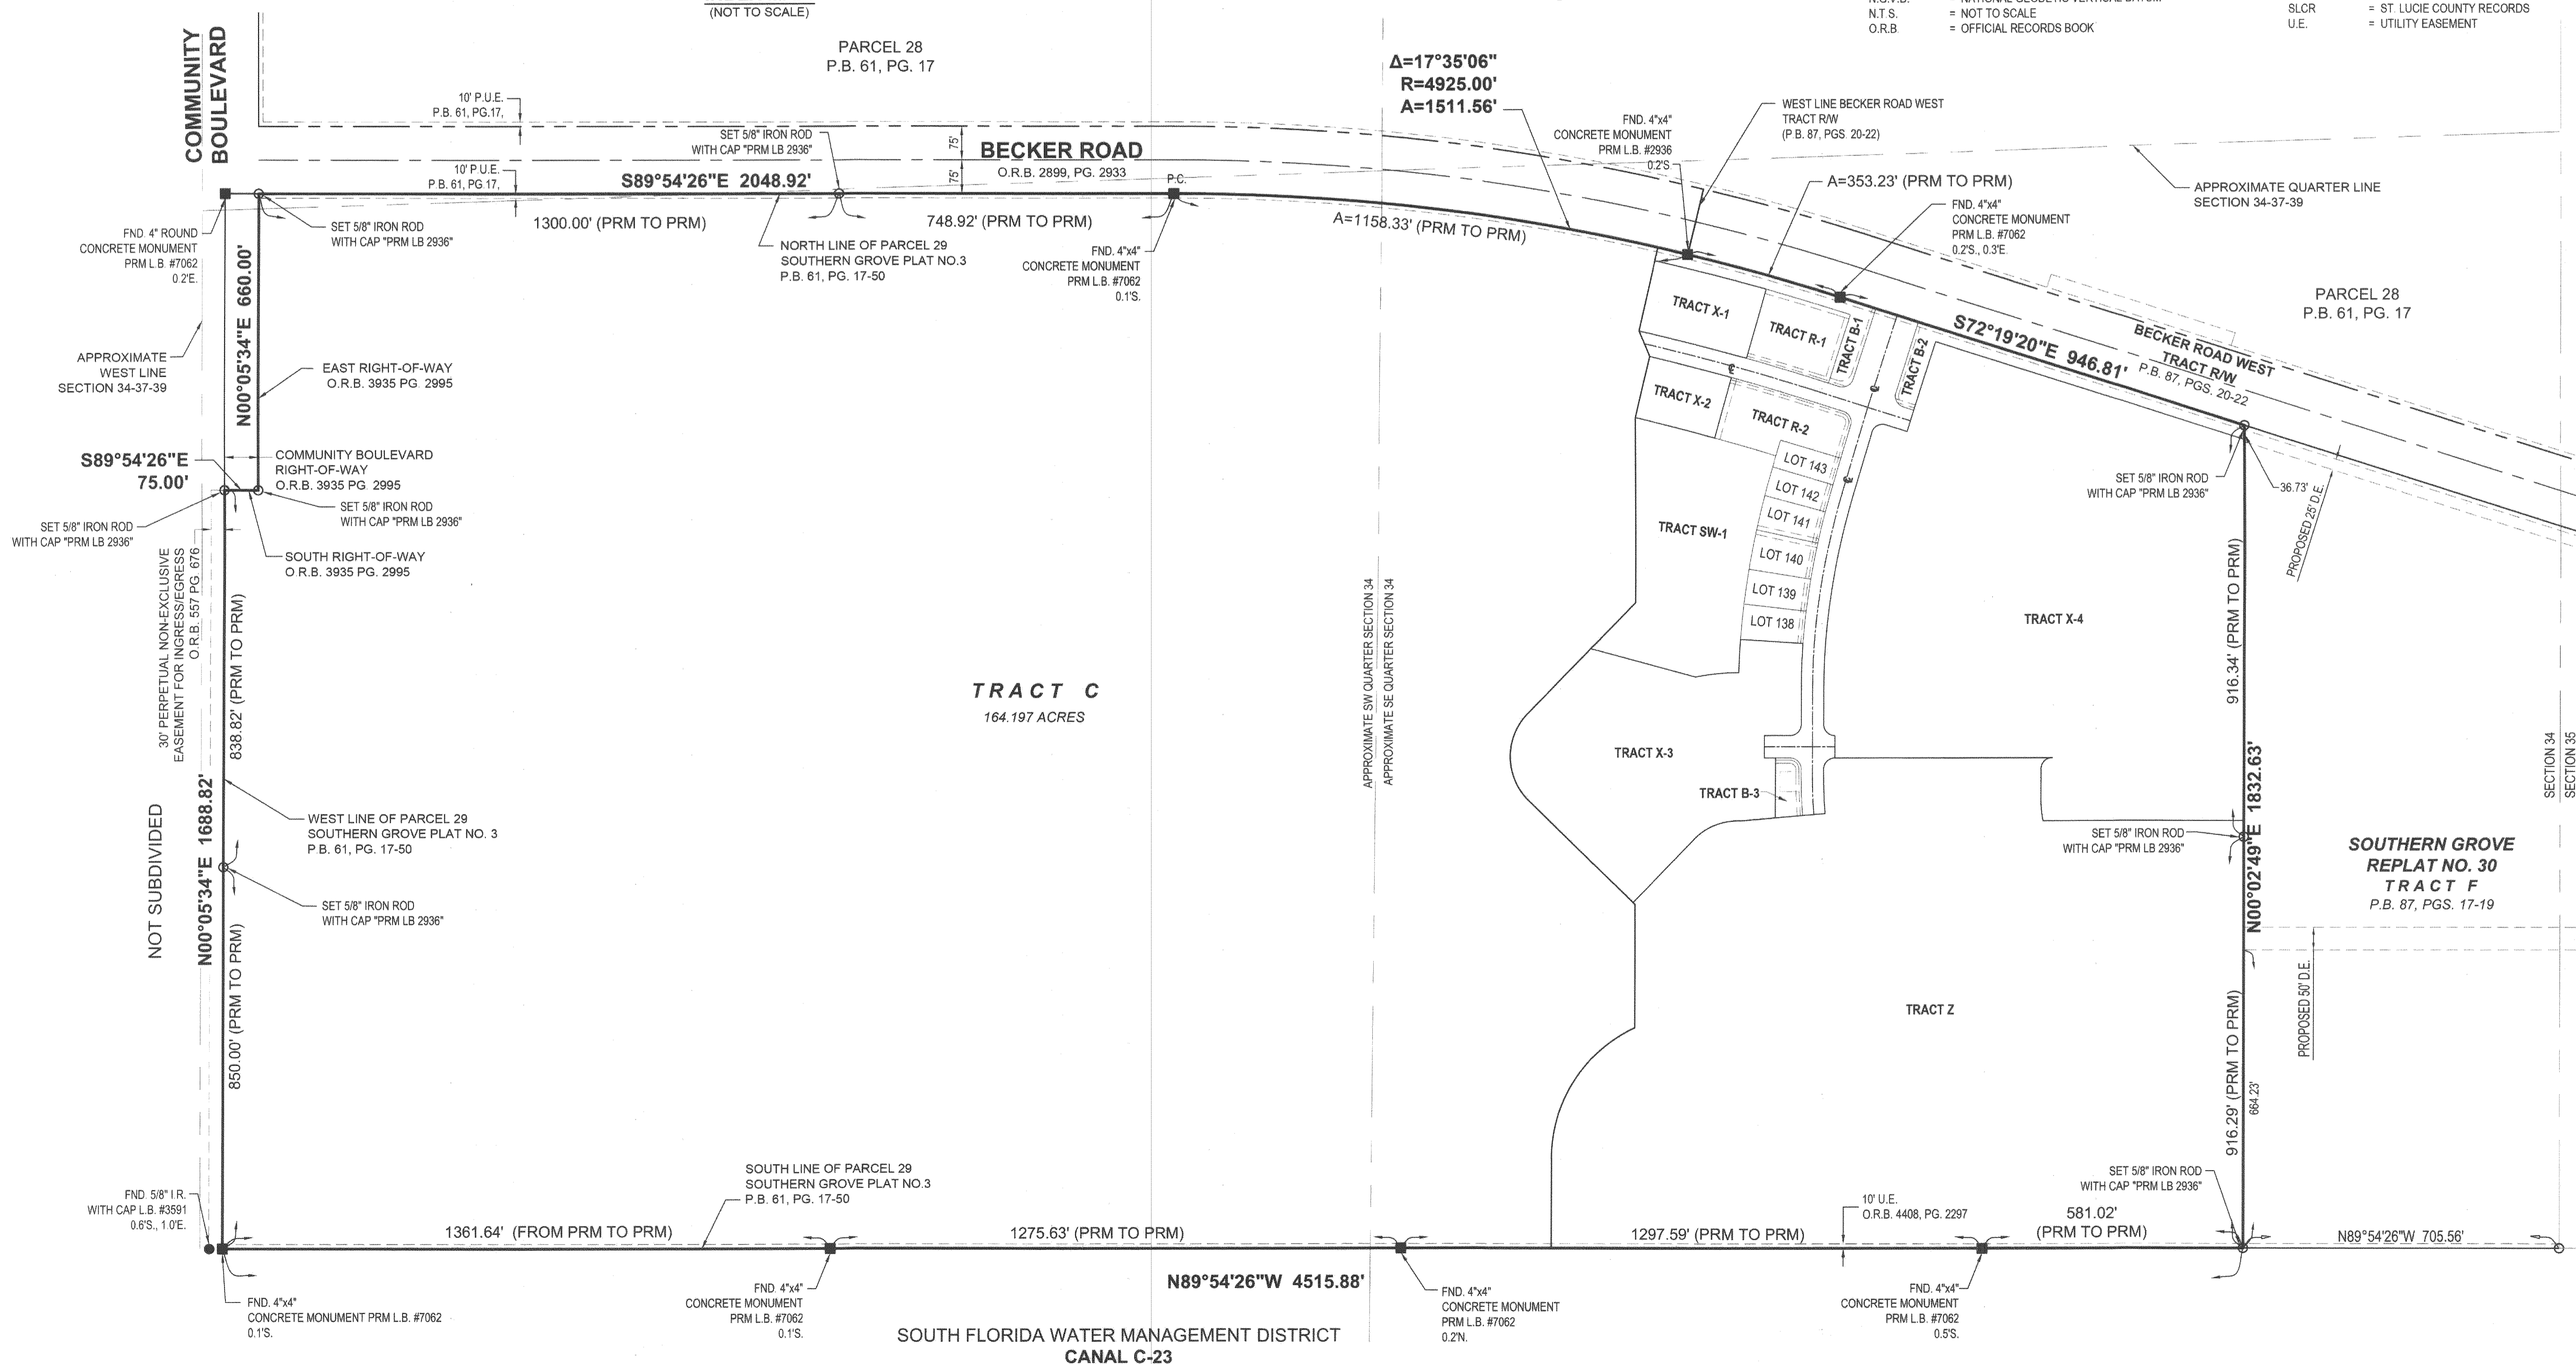 (NOT TO SCALE)
N.T.S. = NOT TO SCALE
O.R.B. = OFFICIAL RECORDS BOOK
SLCR = ST. LUCIE COUNTY RECORDS
U.E. = UTILITY EASEMENT
COMMUNITY
BOULEVARD
PARCEL 28
P.B. 61, PG. 17
10' P.U.E.
P.B. 61, PG.17,
SET 5/8" IRON ROD
WITH CAP "PRM LB 2936"
75'
75'
BECKER ROAD
O.R.B. 2899, PG. 2933
10' P.U.E.
P.B. 61, PG.17,
S89°54'26"E 2048.92'
P.C.
Δ=17°35'06"
R=4925.00'
A=1511.56'
FND. 4"x4"
CONCRETE MONUMENT
PRM L.B. #2936
0.2'S
WEST LINE BECKER ROAD WEST
TRACT R/W
(P.B. 87, PGS. 20-22)
A=353.23' (PRM TO PRM)
FND. 4"x4"
CONCRETE MONUMENT
PRM L.B. #7062
0.2'S., 0.3'E.
APPROXIMATE QUARTER LINE
SECTION 34-37-39
PARCEL 28
P.B. 61, PG. 17
FND. 4" ROUND
CONCRETE MONUMENT
PRM L.B. #7062
0.2'E.
SET 5/8" IRON ROD
WITH CAP "PRM LB 2936"
1300.00' (PRM TO PRM)
748.92' (PRM TO PRM)
NORTH LINE OF PARCEL 29
SOUTHERN GROVE PLAT NO.3
P.B. 61, PG. 17-50
FND. 4"x4"
CONCRETE MONUMENT
PRM L.B. #7062
0.1'S.
A=1158.33' (PRM TO PRM)
N00°05'34"E 660.00'
APPROXIMATE
WEST LINE
SECTION 34-37-39
EAST RIGHT-OF-WAY
O.R.B. 3935 PG. 2995
S89°54'26"E
75.00'
COMMUNITY BOULEVARD
RIGHT-OF-WAY
O.R.B. 3935 PG. 2995
SET 5/8" IRON ROD
WITH CAP "PRM LB 2936"
SET 5/8" IRON ROD
WITH CAP "PRM LB 2936"
SOUTH RIGHT-OF-WAY
O.R.B. 3935 PG. 2995
30' PERPETUAL NON-EXCLUSIVE
EASEMENT FOR INGRESS/EGRESS
O.R.B. 557 PG. 676
838.82' (PRM TO PRM)
N00°05'34"E 1688.82'
NOT SUBDIVIDED
WEST LINE OF PARCEL 29
SOUTHERN GROVE PLAT NO. 3
P.B. 61, PG. 17-50
SET 5/8" IRON ROD
WITH CAP "PRM LB 2936"
850.00' (PRM TO PRM)
TRACT C
164.197 ACRES
APPROXIMATE SW QUARTER SECTION 34
APPROXIMATE SE QUARTER SECTION 34
TRACT X-1
TRACT R-1
TRACT B-1
TRACT B-2
TRACT X-2
TRACT R-2
LOT 143
LOT 142
LOT 141
LOT 140
LOT 139
LOT 138
TRACT SW-1
TRACT X-3
TRACT B-3
TRACT X-4
TRACT Z
S72°19'20"E 946.81'
BECKER ROAD WEST
TRACT R/W
P.B. 87, PGS. 20-22
SET 5/8" IRON ROD
WITH CAP "PRM LB 2936"
36.73'
PROPOSED 25' D.E.
916.34' (PRM TO PRM)
N00°02'49"E 1832.63'
SECTION 34
SECTION 35
SET 5/8" IRON ROD
WITH CAP "PRM LB 2936"
SOUTHERN GROVE
REPLAT NO. 30
TRACT F
P.B. 87, PGS. 17-19
PROPOSED 50' D.E.
916.29' (PRM TO PRM)
664.23'
SET 5/8" IRON ROD
WITH CAP "PRM LB 2936"
FND. 5/8" I.R.
WITH CAP L.B. #3591
0.6'S., 1.0'E.
SOUTH LINE OF PARCEL 29
SOUTHERN GROVE PLAT NO.3
P.B. 61, PG. 17-50
1361.64' (FROM PRM TO PRM)
1275.63' (PRM TO PRM)
1297.59' (PRM TO PRM)
10' U.E.
O.R.B. 4408, PG. 2297
581.02'
(PRM TO PRM)
N89°54'26"W 705.56'
N89°54'26"W 4515.88'
FND. 4"x4"
CONCRETE MONUMENT PRM L.B. #7062
0.1'S.
FND. 4"x4"
CONCRETE MONUMENT
PRM L.B. #7062
0.1'S.
FND. 4"x4"
CONCRETE MONUMENT
PRM L.B. #7062
0.2'N.
FND. 4"x4"
CONCRETE MONUMENT
PRM L.B. #7062
0.5'S.
SOUTH FLORIDA WATER MANAGEMENT DISTRICT
CANAL C-23